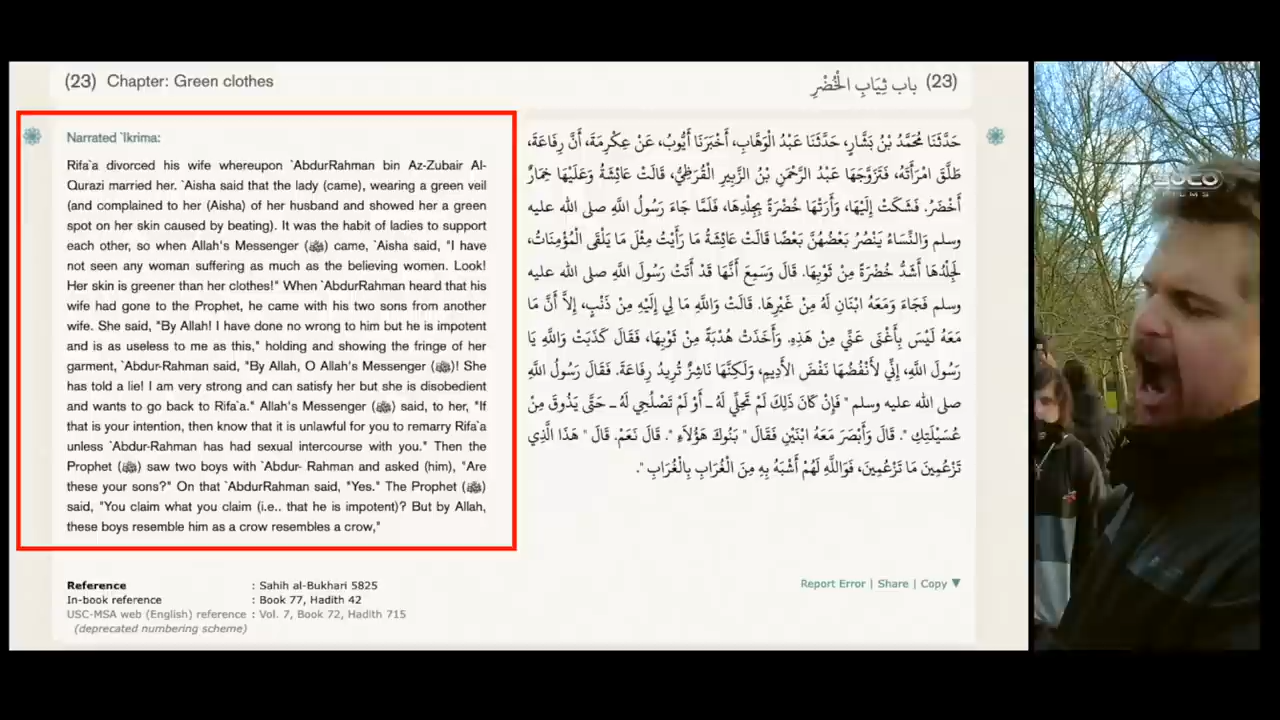 (23) Chapter: Green clothes
باب ثِيَابِ الْخُضْرِ (23)
Narrated `Ikrima:
Rifa`a divorced his wife whereupon `AbdurRahman bin Az-Zubair Al-
Qurazi married her. `Aisha said that the lady (came), wearing a green veil
(and complained to her (Aisha) of her husband and showed her a green
spot on her skin caused by beating). It was the habit of ladies to support
each other, so when Allah's Messenger (ﷺ) came, `Aisha said, "I have
not seen any woman suffering as much as the believing women. Look!
Her skin is greener than her clothes!" When `AbdurRahman heard that his
wife had gone to the Prophet, he came with his two sons from another
wife. She said, "By Allah! I have done no wrong to him but he is impotent
and is as useless to me as this," holding and showing the fringe of her
garment, `Abdur-Rahman said, "By Allah, O Allah's Messenger (ﷺ)! She
has told a lie! I am very strong and can satisfy her but she is disobedient
and wants to go back to Rifa`a." Allah's Messenger (ﷺ) said, to her, "If
that is your intention, then know that it is unlawful for you to remarry Rifa`a
unless `Abdur-Rahman has had sexual intercourse with you." Then the
Prophet (ﷺ) saw two boys with `Abdur- Rahman and asked (him), "Are
these your sons?" On that `AbdurRahman said, "Yes." The Prophet (ﷺ)
said, "You claim what you claim (i.e.. that he is impotent)? But by Allah,
these boys resemble him as a crow resembles a crow,"
حَدَّثَنَا مُحَمَّدُ بْنُ بَشَّارٍ، حَدَّثَنَا عَبْدُ الْوَهَّابِ، أَخْبَرَنَا أَيُّوبُ، عَنْ عِكْرِمَةَ، أَنَّ رِفَاعَةَ،
طَلَّقَ امْرَأَتَهُ، فَتَزَوَّجَهَا عَبْدُ الرَّحْمَنِ بْنُ الزَّبِيرِ الْقُرَظِيُّ، قَالَتْ عَائِشَةُ وَعَلَيْهَا خِمَارٌ
أَخْضَرُ. فَشَكَتْ إِلَيْهَا، وَأَرَتْهَا خُضْرَةً بِجِلْدِهَا، فَلَمَّا جَاءَ رَسُولُ اللَّهِ صلى الله عليه
وسلم وَالنِّسَاءُ يَنْصُرُ بَعْضُهُنَّ بَعْضًا قَالَتْ عَائِشَةُ مَا رَأَيْتُ مِثْلَ مَا يَلْقَى الْمُؤْمِنَاتُ،
لَجِلْدُهَا أَشَدُّ خُضْرَةً مِنْ ثَوْبِهَا. قَالَ وَسَمِعَ أَنَّهَا قَدْ أَتَتْ رَسُولَ اللَّهِ صلى الله عليه
وسلم فَجَاءَ وَمَعَهُ ابْنَانِ لَهُ مِنْ غَيْرِهَا. قَالَتْ وَاللَّهِ مَا لِي إِلَيْهِ مِنْ ذَنْبٍ، إِلاَّ أَنَّ مَا
مَعَهُ لَيْسَ بِأَغْنَى عَنِّي مِنْ هَذِهِ. وَأَخَذَتْ هُدْبَةً مِنْ ثَوْبِهَا، فَقَالَ كَذَبَتْ وَاللَّهِ يَا
رَسُولَ اللَّهِ، إِنِّي لأَنْفُضُهَا نَفْضَ الأَدِيمِ، وَلَكِنَّهَا نَاشِزٌ تُرِيدُ رِفَاعَةَ. فَقَالَ رَسُولُ اللَّهِ
صلى الله عليه وسلم " فَإِنْ كَانَ ذَلِكِ لَمْ تَحِلِّي لَهُ ـ أَوْ لَمْ تَصْلُحِي لَهُ ـ حَتَّى يَذُوقَ مِنْ
عُسَيْلَتِكِ ". قَالَ وَأَبْصَرَ مَعَهُ ابْنَيْنِ فَقَالَ " بَنُوكَ هَؤُلاَءِ ". قَالَ نَعَمْ. قَالَ " هَذَا الَّذِي
تَزْعُمِينَ مَا تَزْعُمِينَ، فَوَاللَّهِ لَهُمْ أَشْبَهُ بِهِ مِنَ الْغُرَابِ بِالْغُرَابِ ".
Reference : Sahih al-Bukhari 5825
In-book reference : Book 77, Hadith 42
USC-MSA web (English) reference : Vol. 7, Book 72, Hadith 715
(deprecated numbering scheme)
Report Error | Share | Copy ▼
FILMS